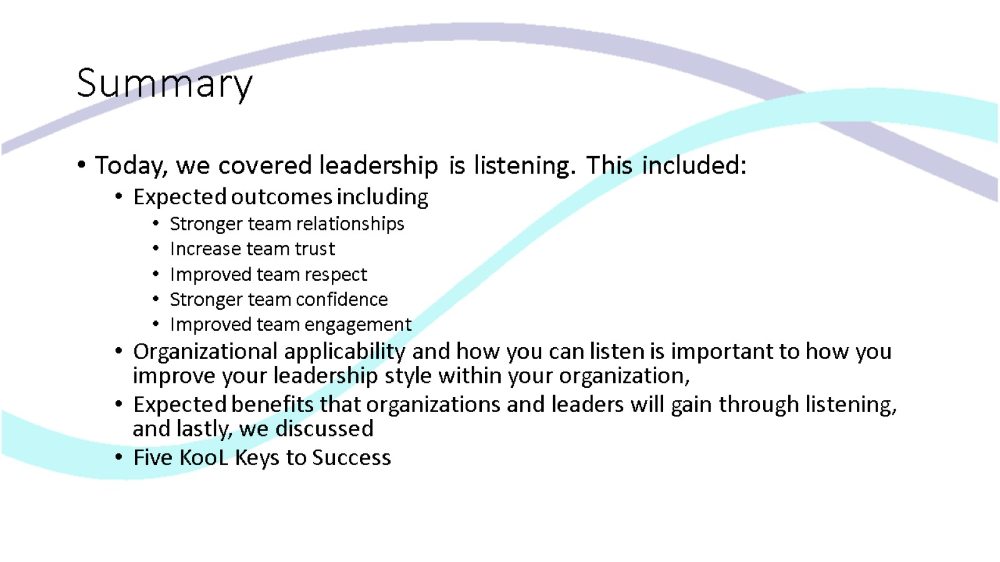 Summary
• Today, we covered leadership is listening. This included:
• Expected outcomes including
• Stronger team relationships
• Increase team trust
• Improved team respect
• Stronger team confidence
• Improved team engagement
• Organizational applicability and how you can listen is important to how you
improve your leadership style within your organization,
• Expected benefits that organizations and leaders will gain through listening,
and lastly, we discussed
• Five KooL Keys to Success